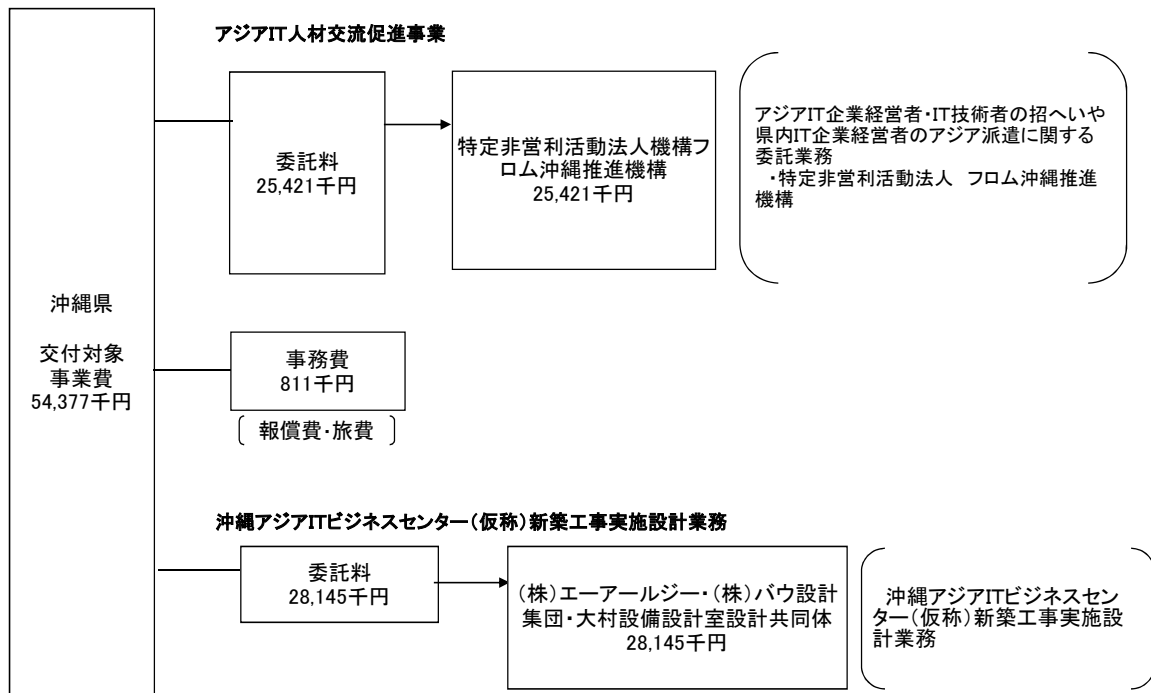 アジアIT人材交流促進事業
委託料
25,421千円
特定非営利活動法人機構フ
ロム沖縄推進機構
25,421千円
アジアIT企業経営者・IT技術者の招へいや
県内IT企業経営者のアジア派遣に関する
委託業務
・特定非営利活動法人　フロム沖縄推進
機構
沖縄県
交付対象
事業費
54,377千円
事務費
811千円
報償費・旅費
沖縄アジアITビジネスセンター（仮称）新築工事実施設計業務
委託料
28,145千円
（株）エーアールジー・（株）バウ設計
集団・大村設備設計室設計共同体
28,145千円
沖縄アジアITビジネスセン
ター（仮称）新築工事実施設
計業務